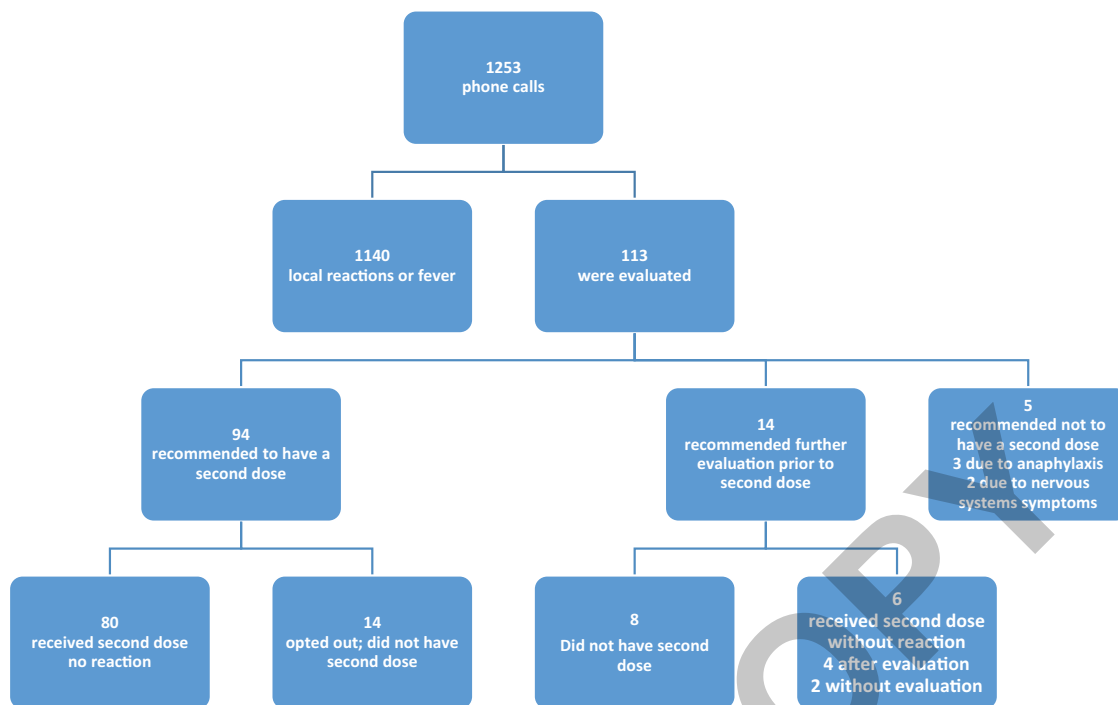 1253
phone calls
1140
local reactions or fever
113
were evaluated
94
recommended to have a
second dose
14
recommended further
evaluation prior to
second dose
5
recommended not to
have a second dose
3 due to anaphylaxis
2 due to nervous
systems symptoms
80
received second dose
no reaction
14
opted out; did not have
second dose
8
Did not have second
dose
6
received second dose
without reaction
4 after evaluation
2 without evaluation
OPY